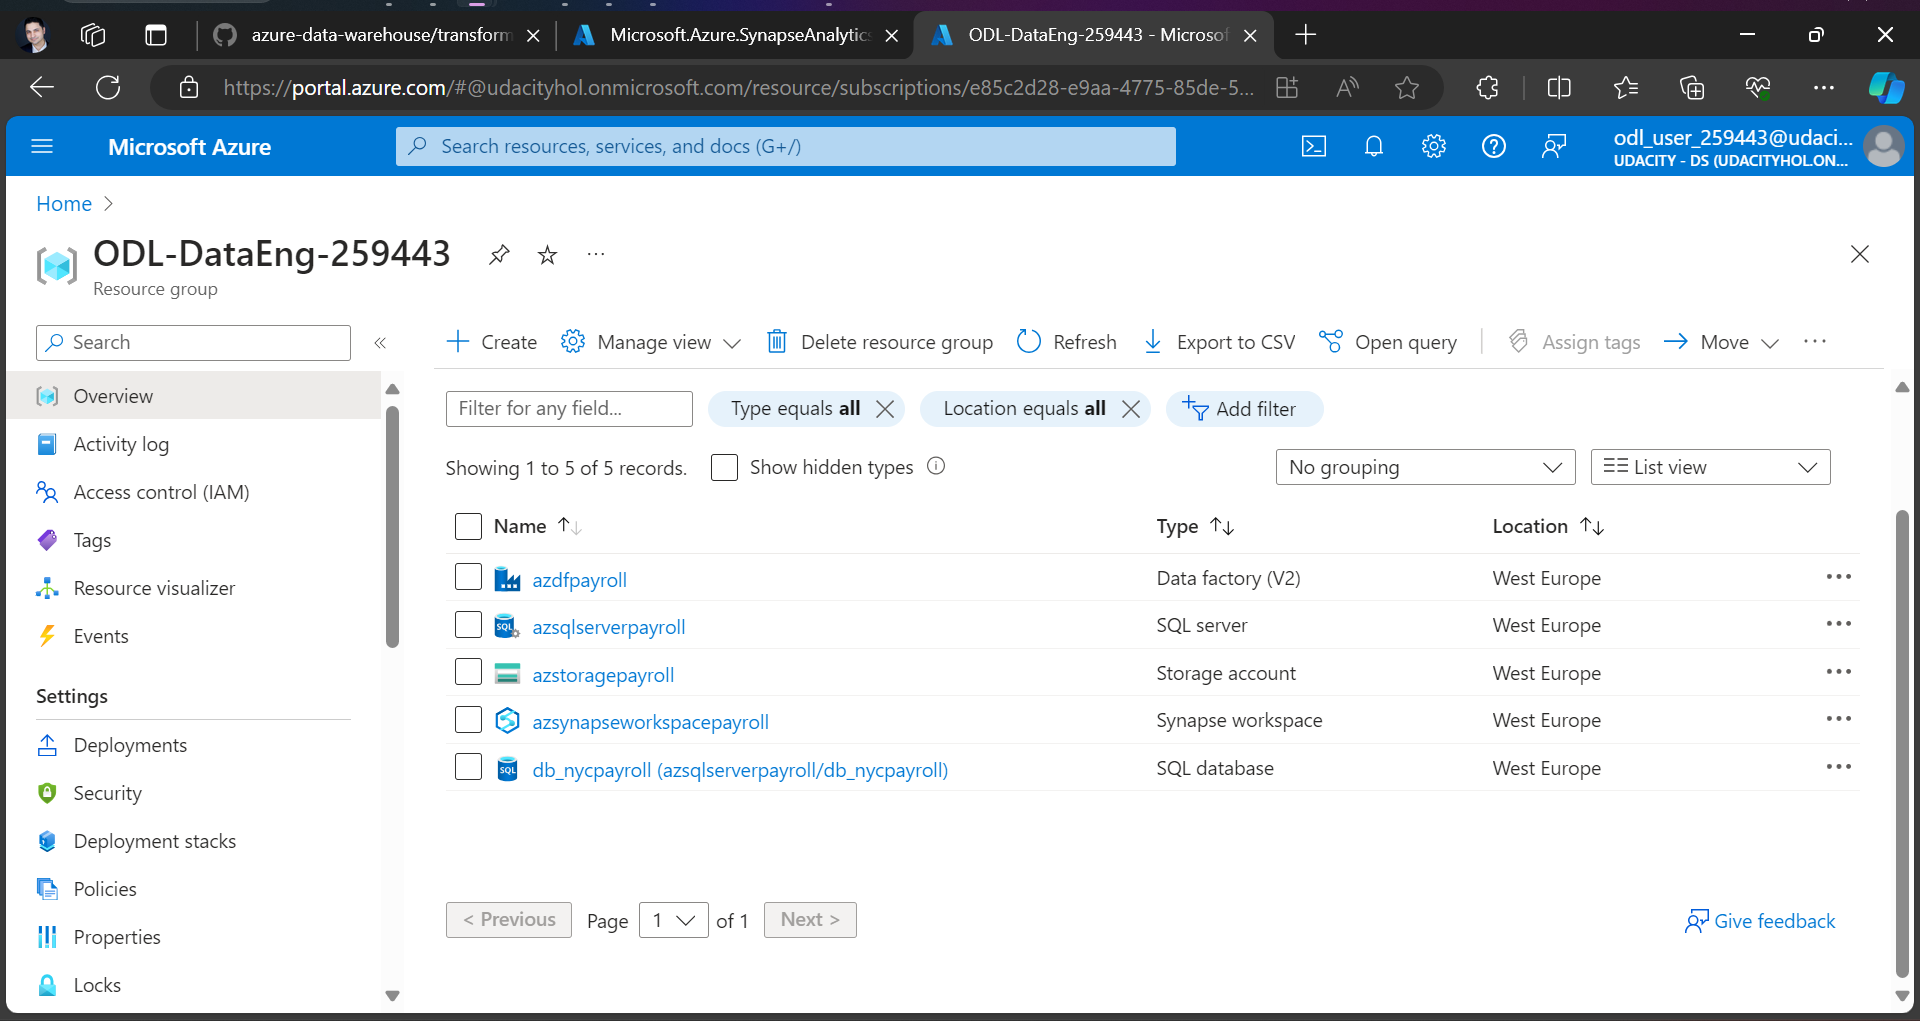 azure-data-warehouse/transform
Microsoft.Azure.SynapseAnalytics
ODL-DataEng-259443 - Microsof
https://portal.azure.com/#@udacityhol.onmicrosoft.com/resource/subscriptions/e85c2d28-e9aa-4775-85de-5...
Microsoft Azure
Search resources, services, and docs (G+/)
odl_user_259443@udaci...
UDACITY - DS (UDACITYHOL.ON...
Home >
ODL-DataEng-259443
Resource group
Search
Create
Manage view
Delete resource group
Refresh
Export to CSV
Open query
Assign tags
Move
Overview
Activity log
Access control (IAM)
Tags
Resource visualizer
Events
Settings
Deployments
Security
Deployment stacks
Policies
Properties
Locks
Filter for any field...
Type equals all
Location equals all
Add filter
Showing 1 to 5 of 5 records.
Show hidden types
No grouping
List view
Name Type Location
azdfpayroll Data factory (V2) West Europe
azsqlserverpayroll SQL server West Europe
azstoragepayroll Storage account West Europe
azsynapseworkspacepayroll Synapse workspace West Europe
db_nycpayroll (azsqlserverpayroll/db_nycpayroll) SQL database West Europe
< Previous Page 1 of 1 Next >
Give feedback